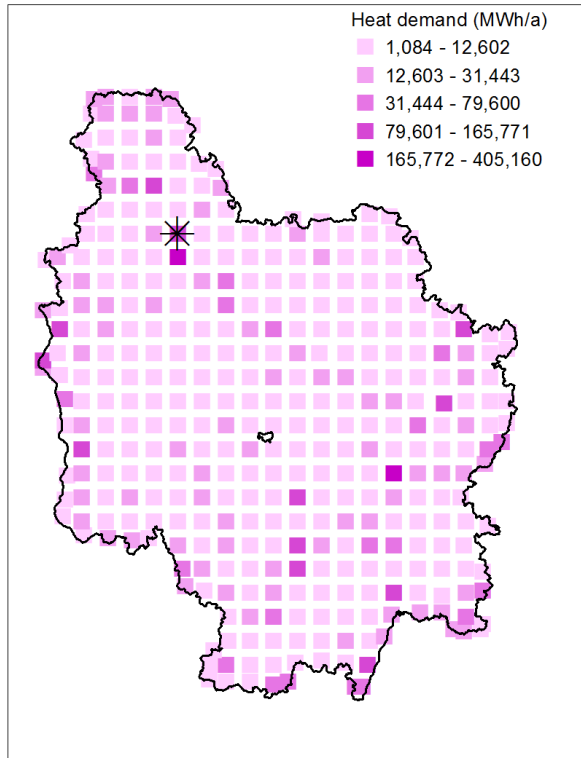 Heat demand (MWh/a)
1,084 - 12,602
12,603 - 31,443
31,444 - 79,600
79,601 - 165,771
165,772 - 405,160